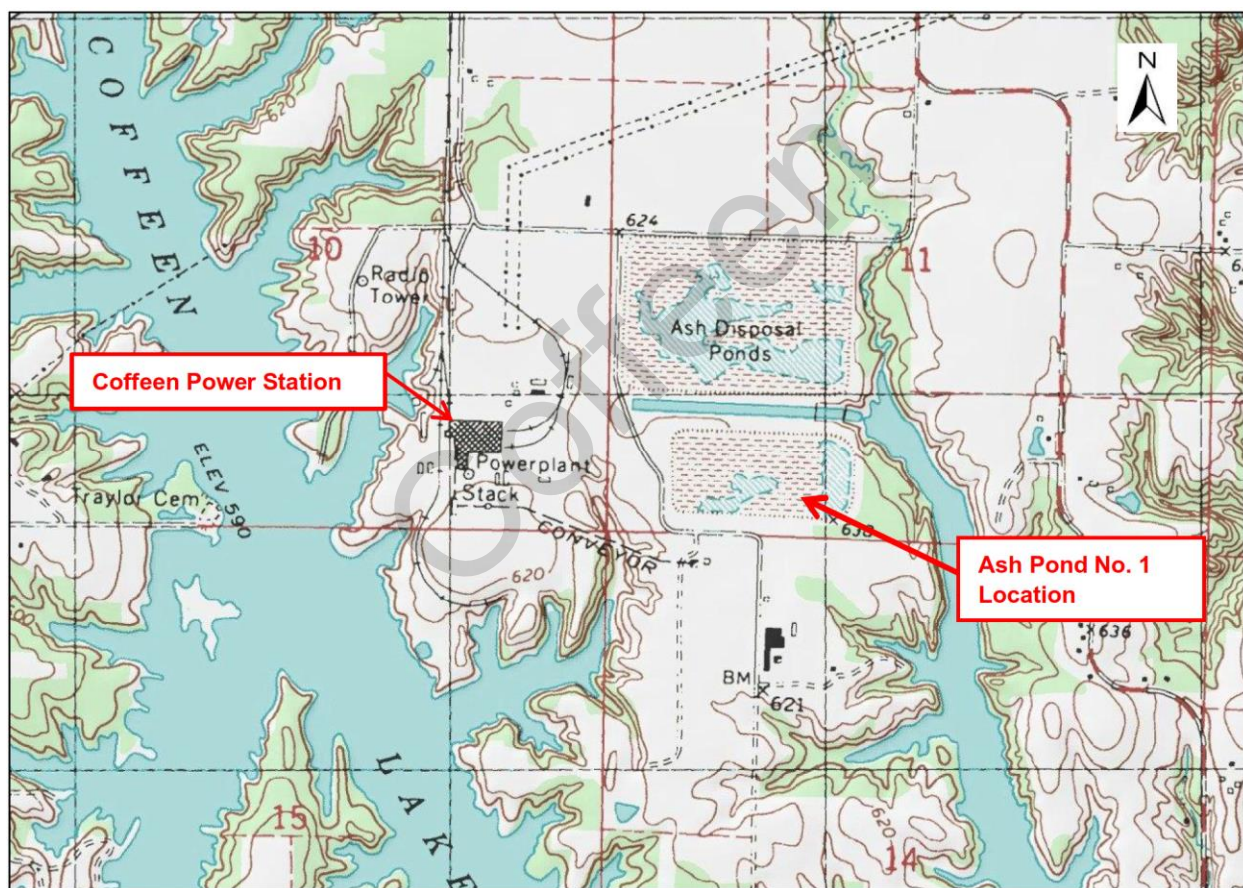 COFFEEN
N
624
10
11
Radio
Tower
Ash Disposal
Ponds
Coffeen Power Station
Powerplant
Stack
Traylor Cem
ELEV 590
CONVEYOR
630
Ash Pond No. 1
Location
620
636
BM
621
LAKE
15
620
14
Coffeen